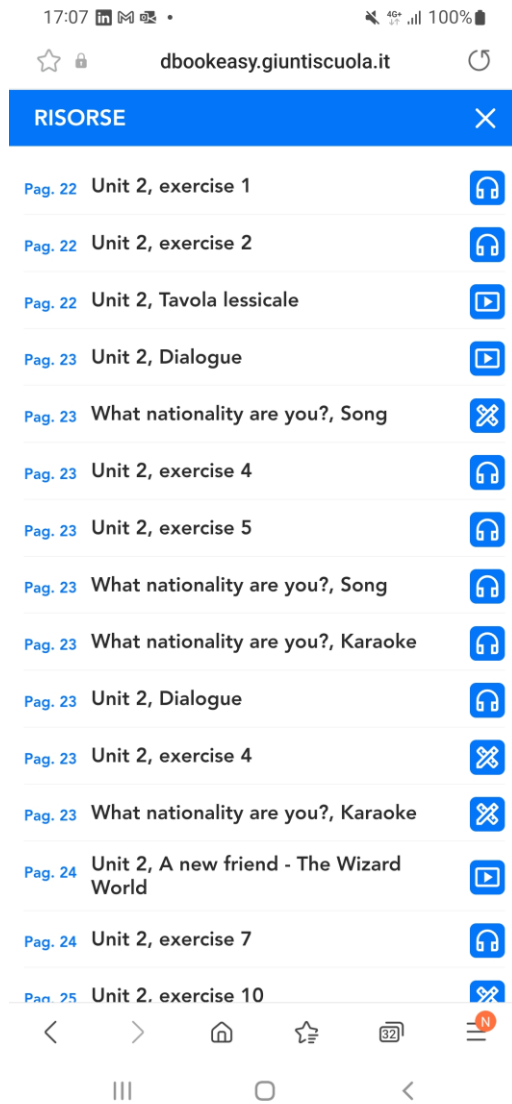 17:07
4G+ 100%
dbookeasy.giuntiscuola.it
RISORSE
Pag. 22 Unit 2, exercise 1
Pag. 22 Unit 2, exercise 2
Pag. 22 Unit 2, Tavola lessicale
Pag. 23 Unit 2, Dialogue
Pag. 23 What nationality are you?, Song
Pag. 23 Unit 2, exercise 4
Pag. 23 Unit 2, exercise 5
Pag. 23 What nationality are you?, Song
Pag. 23 What nationality are you?, Karaoke
Pag. 23 Unit 2, Dialogue
Pag. 23 Unit 2, exercise 4
Pag. 23 What nationality are you?, Karaoke
Pag. 24 Unit 2, A new friend - The Wizard
World
Pag. 24 Unit 2, exercise 7
Pag. 25 Unit 2, exercise 10
32
N